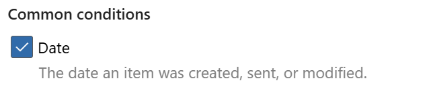 Common conditions
Date
The date an item was created, sent, or modified.